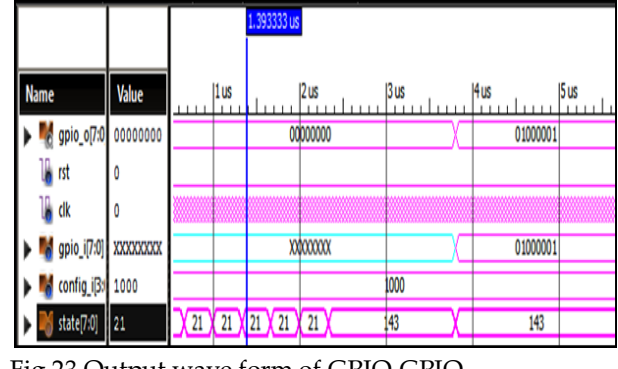 1.393333 us
Name Value 1 us 2 us 3 us 4 us 5 us
gpio_o[7:0 00000000 00000000 01000001
rst 0
clk 0
gpio_i[7:0] XXXXXXXX XXXXXXXX 01000001
config_i[3: 1000 1000
state[7:0] 21 21 21 21 21 21 143 143
Fig 23 Output wave form of GPIO GPIO